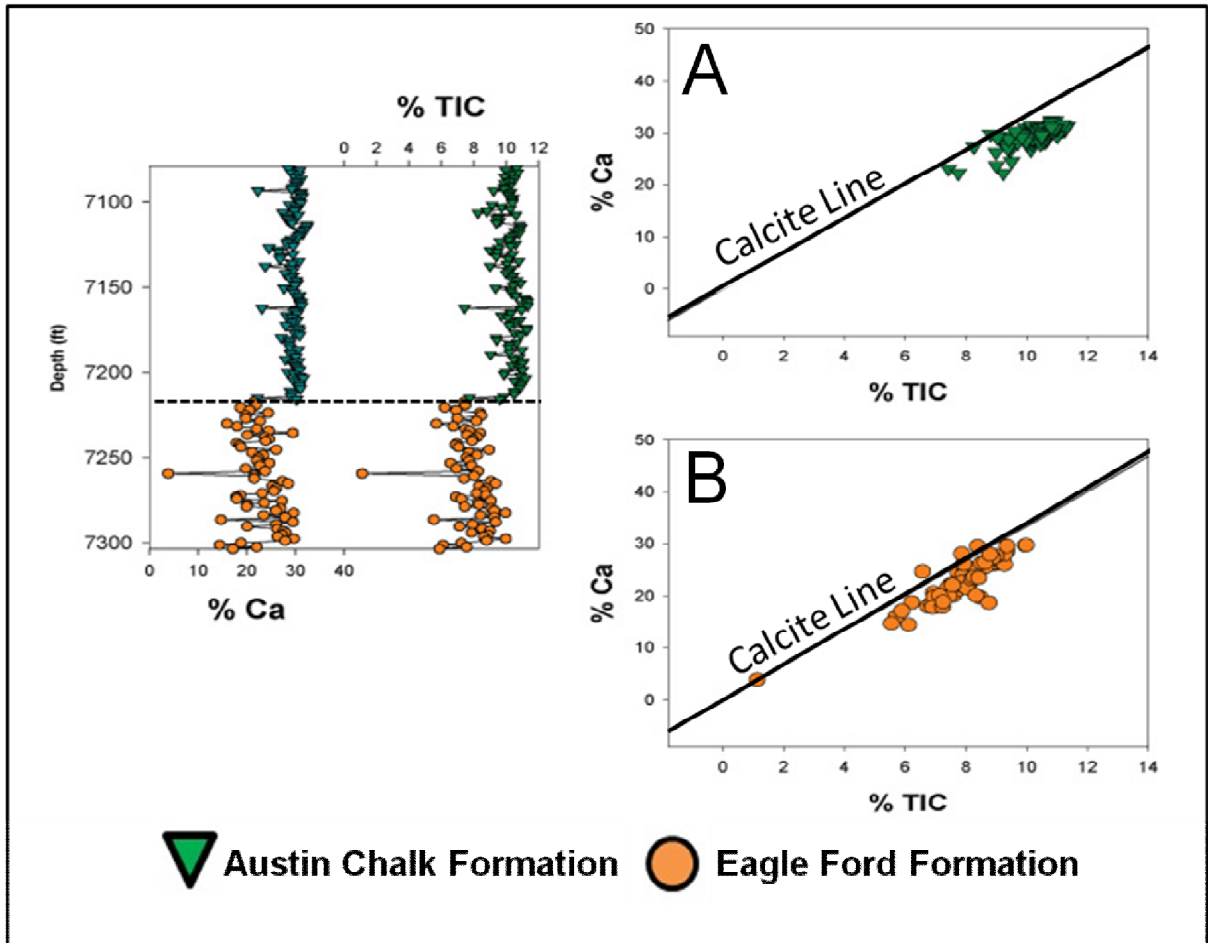 % TIC
0 2 4 6 8 10 12
Depth (ft)
7100
7150
7200
7250
7300
0 10 20 30 40
% Ca
A
% Ca
50
40
30
20
10
0
Calcite Line
0 2 4 6 8 10 12 14
% TIC
B
% Ca
50
40
30
20
10
0
Calcite Line
0 2 4 6 8 10 12 14
% TIC
Austin Chalk Formation
Eagle Ford Formation